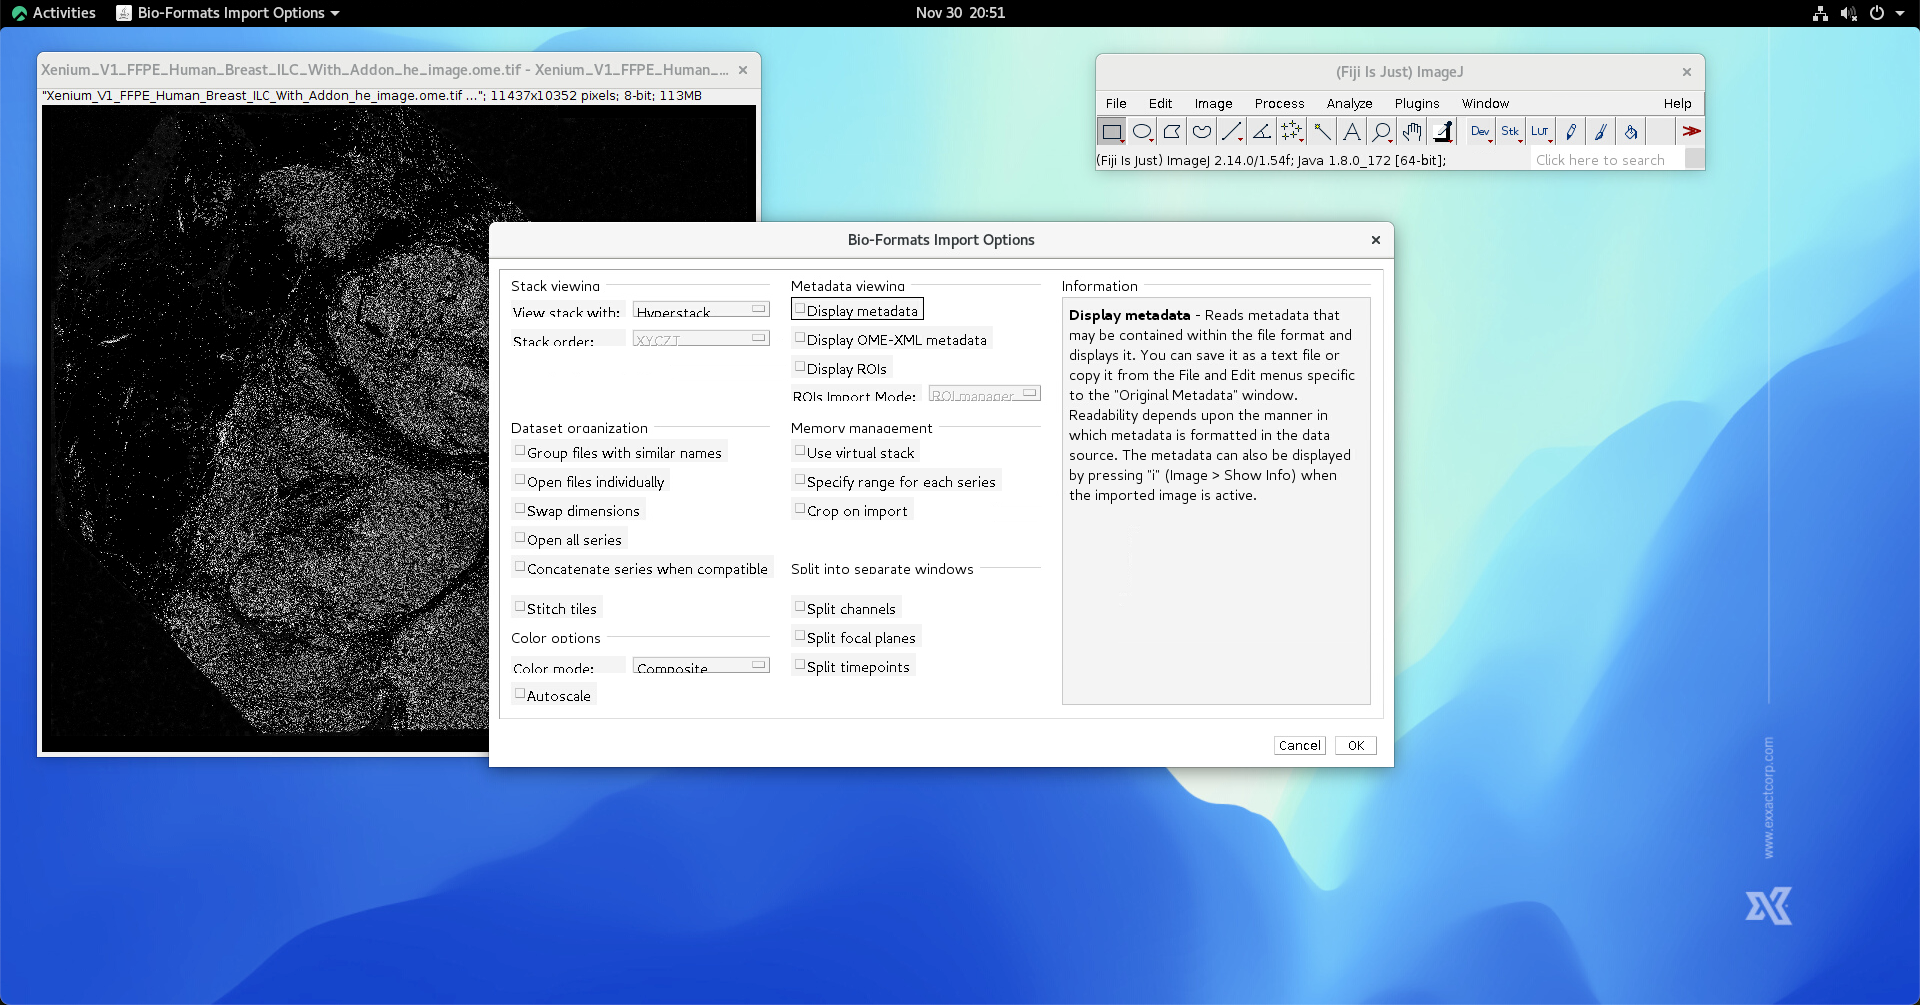 Activities
Bio-Formats Import Options
Nov 30 20:51
Xenium_V1_FFPE_Human_Breast_ILC_With_Addon_he_image.ome.tif - Xenium_V1_FFPE_Human_...
"Xenium_V1_FFPE_Human_Breast_ILC_With_Addon_he_image.ome.tif ..."; 11437x10352 pixels; 8-bit; 113MB
(Fiji Is Just) ImageJ
File Edit Image Process Analyze Plugins Window Help
Dev Stk LUT
(Fiji Is Just) ImageJ 2.14.0/1.54f; Java 1.8.0_172 [64-bit];
Click here to search
Bio-Formats Import Options
Stack viewing
View stack with: Hyperstack
Stack order: XYCZT
Dataset organization
Group files with similar names
Open files individually
Swap dimensions
Open all series
Concatenate series when compatible
Stitch tiles
Color options
Color mode: Composite
Autoscale
Metadata viewing
Display metadata
Display OME-XML metadata
Display ROIs
ROIs Import Mode: ROI manager
Memory management
Use virtual stack
Specify range for each series
Crop on import
Split into separate windows
Split channels
Split focal planes
Split timepoints
Information
Display metadata - Reads metadata that
may be contained within the file format and
displays it. You can save it as a text file or
copy it from the File and Edit menus specific
to the "Original Metadata" window.
Readability depends upon the manner in
which metadata is formatted in the data
source. The metadata can also be displayed
by pressing "i" (Image > Show Info) when
the imported image is active.
Cancel OK
www.exxactcorp.com